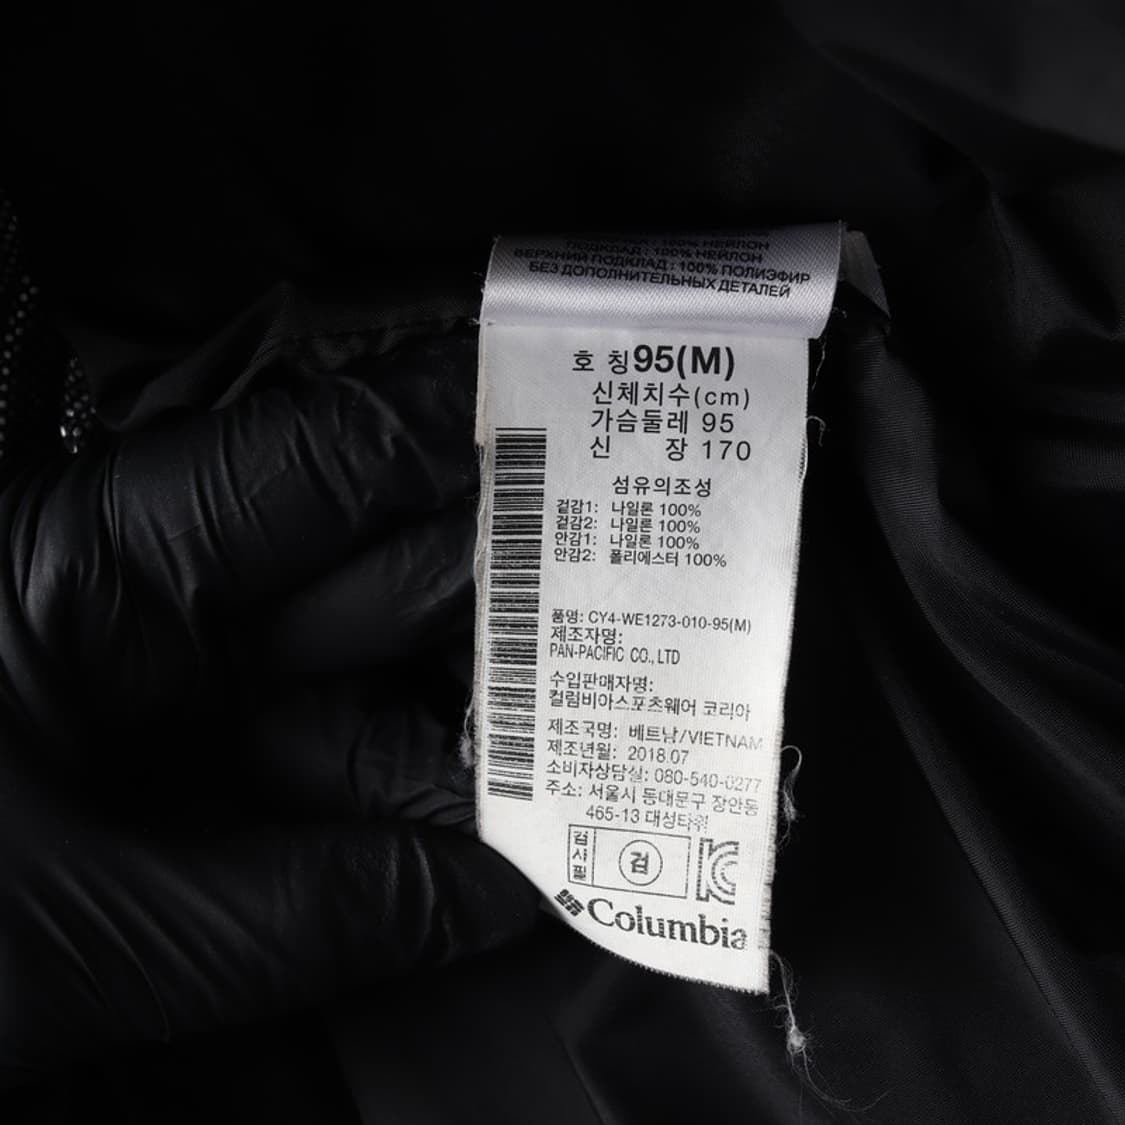 ПОДКЛАД : 100% НЕЙЛОН
ВЕРХНИЙ ПОДКЛАД : 100% ПОЛИЭФИР
БЕЗ ДОПОЛНИТЕЛЬНЫХ ДЕТАЛЕЙ
호 칭95(M)
신체치수(cm)
가슴둘레 95
신 장 170
섬유의조성
겉감1: 나일론 100%
겉감2: 나일론 100%
안감1: 나일론 100%
안감2: 폴리에스터 100%
품명: CY4-WE1273-010-95(M)
제조자명:
PAN-PACIFIC CO., LTD
수입판매자명:
컬럼비아스포츠웨어 코리아
제조국명: 베트남/VIETNAM
제조년월: 2018.07
소비자상담실: 080-540-0277
주소: 서울시 동대문구 장안동
465-13 대성타워
검사필
검
KC
Columbia